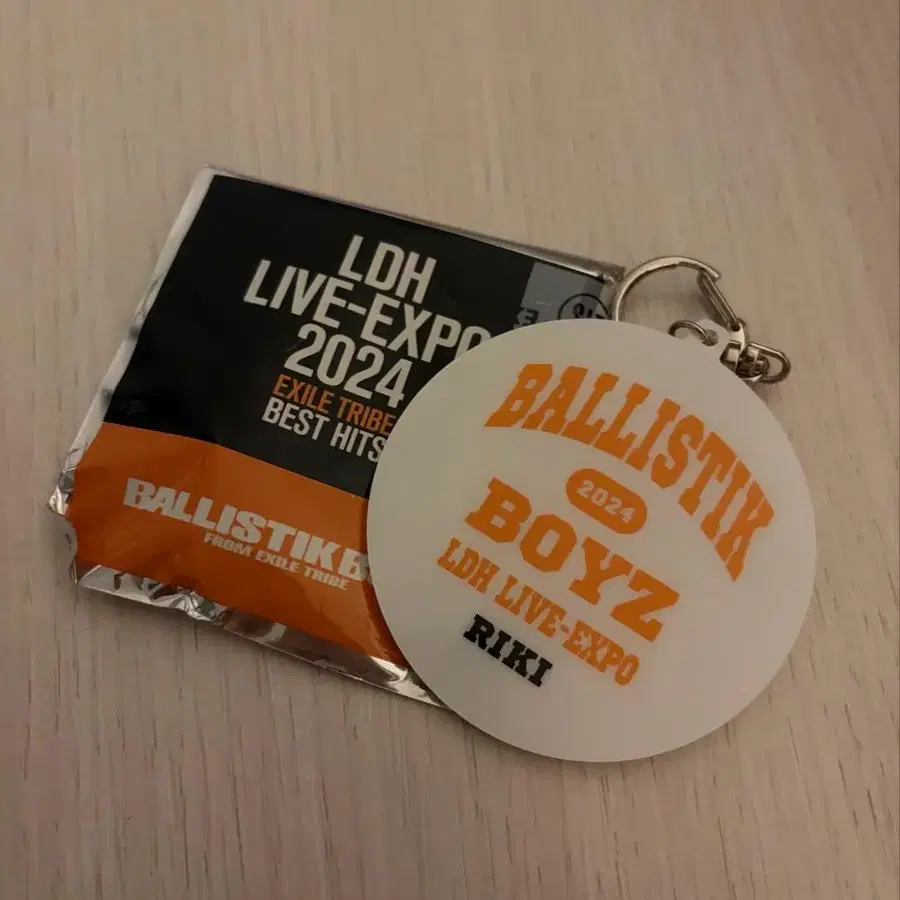 LDH
LIVE-EXPO
2024
EXILE TRIBE
BEST HITS
BALLISTIK B
FROM EXILE TRIBE
BALLISTIK
2024
BOYZ
LDH LIVE-EXPO
RIKI